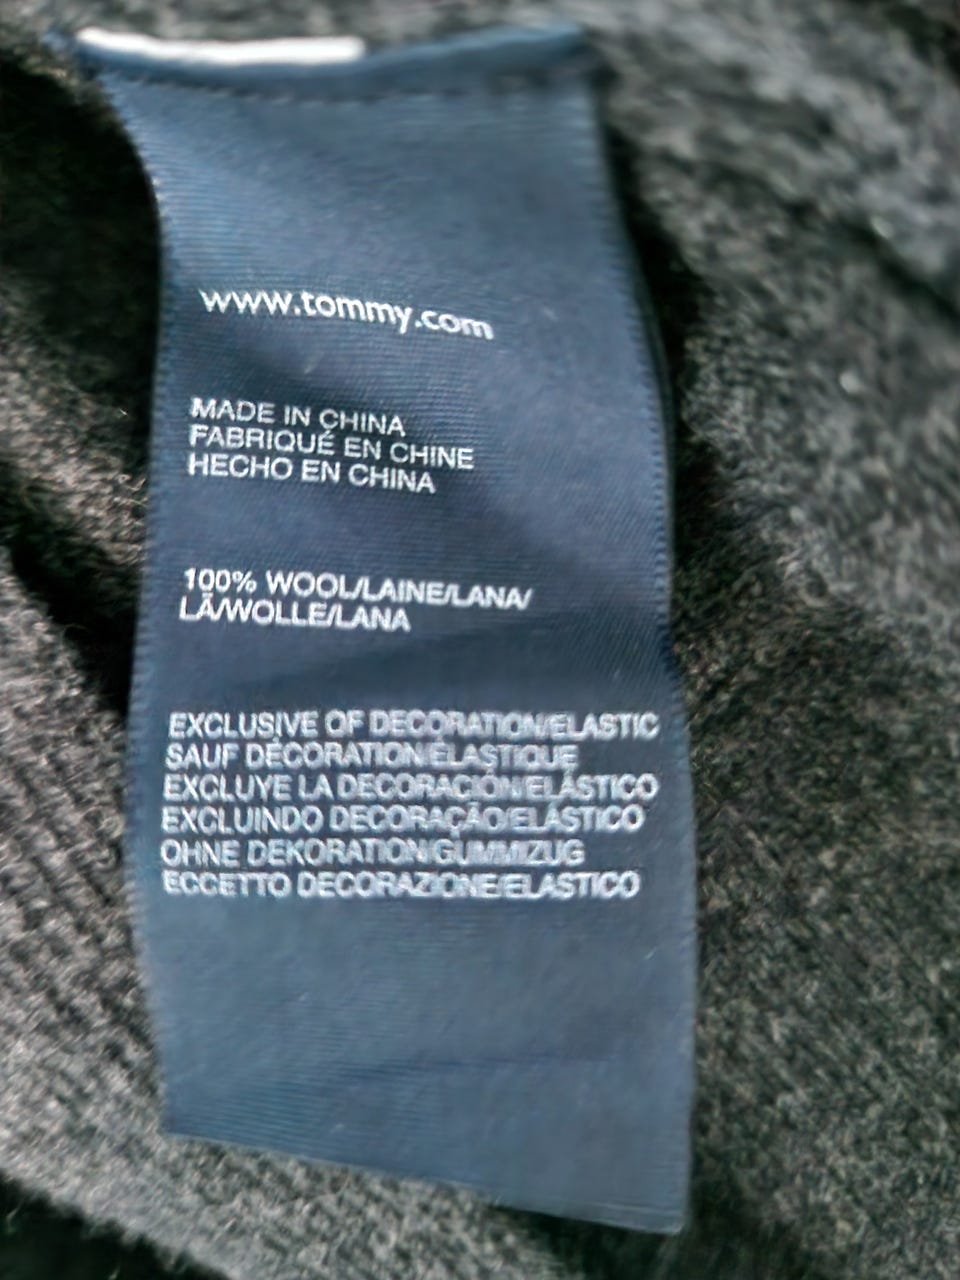 www.tommy.com
MADE IN CHINA
FABRIQUÉ EN CHINE
HECHO EN CHINA
100% WOOL/LAINE/LANA/
LÃ/WOLLE/LANA
EXCLUSIVE OF DECORATION/ELASTIC
SAUF DÉCORATION/ÉLASTIQUE
EXCLUYE LA DECORACIÓN/ELÁSTICO
EXCLUINDO DECORAÇÃO/ELÁSTICO
OHNE DEKORATION/GUMMIZUG
ECCETTO DECORAZIONE/ELASTICO